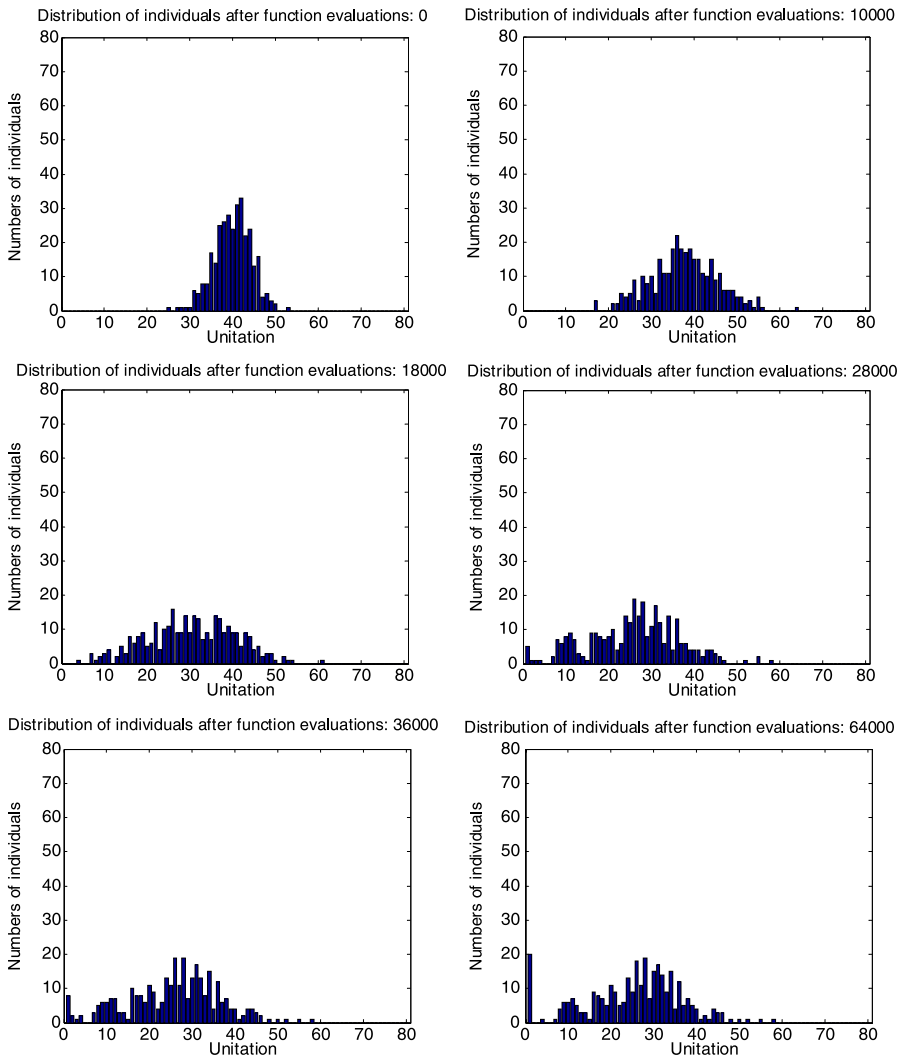 Distribution of individuals after function evaluations: 0
80
70
60
50
40
30
20
10
0
Numbers of individuals
0 10 20 30 40 50 60 70 80
Unitation
Distribution of individuals after function evaluations: 10000
80
70
60
50
40
30
20
10
0
Numbers of individuals
0 10 20 30 40 50 60 70 80
Unitation
Distribution of individuals after function evaluations: 18000
80
70
60
50
40
30
20
10
0
Numbers of individuals
0 10 20 30 40 50 60 70 80
Unitation
Distribution of individuals after function evaluations: 28000
80
70
60
50
40
30
20
10
0
Numbers of individuals
0 10 20 30 40 50 60 70 80
Unitation
Distribution of individuals after function evaluations: 36000
80
70
60
50
40
30
20
10
0
Numbers of individuals
0 10 20 30 40 50 60 70 80
Unitation
Distribution of individuals after function evaluations: 64000
80
70
60
50
40
30
20
10
0
Numbers of individuals
0 10 20 30 40 50 60 70 80
Unitation